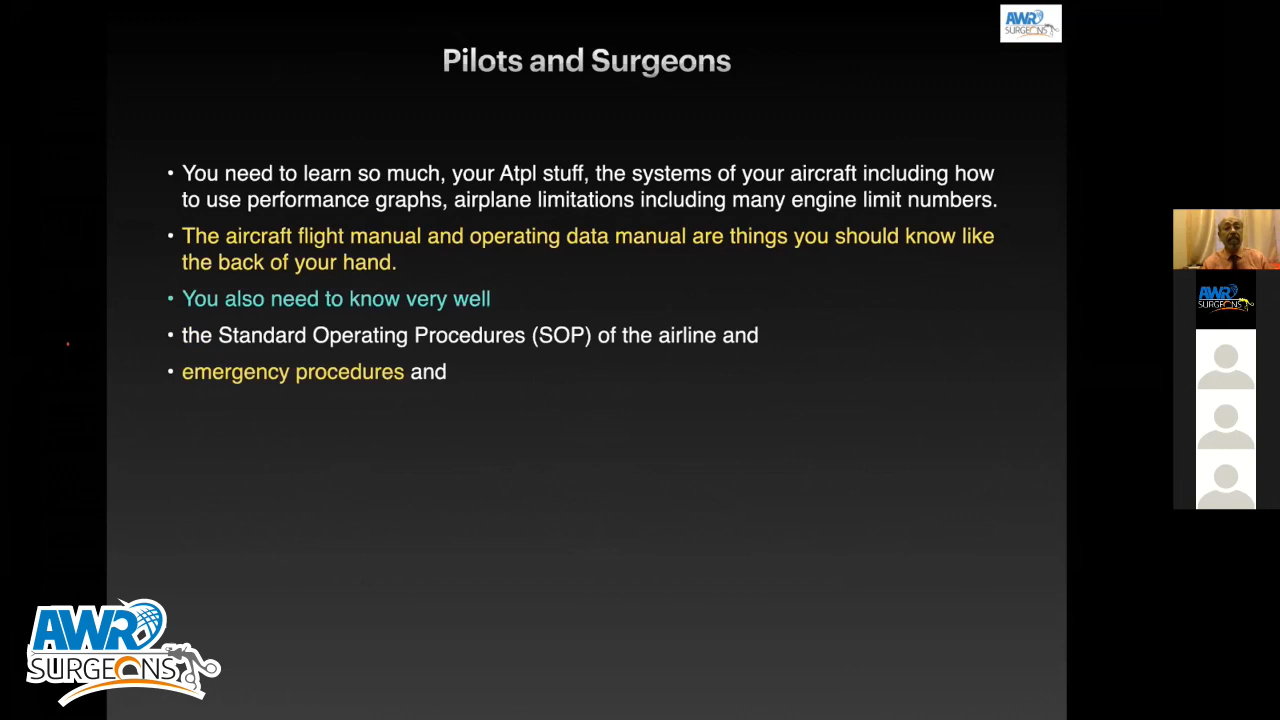 AWR
SURGEONS
Pilots and Surgeons
• You need to learn so much, your Atpl stuff, the systems of your aircraft including how
to use performance graphs, airplane limitations including many engine limit numbers.
• The aircraft flight manual and operating data manual are things you should know like
the back of your hand.
• You also need to know very well
• the Standard Operating Procedures (SOP) of the airline and
• emergency procedures and
AWR
SURGEONS
AWR
SURGEONS